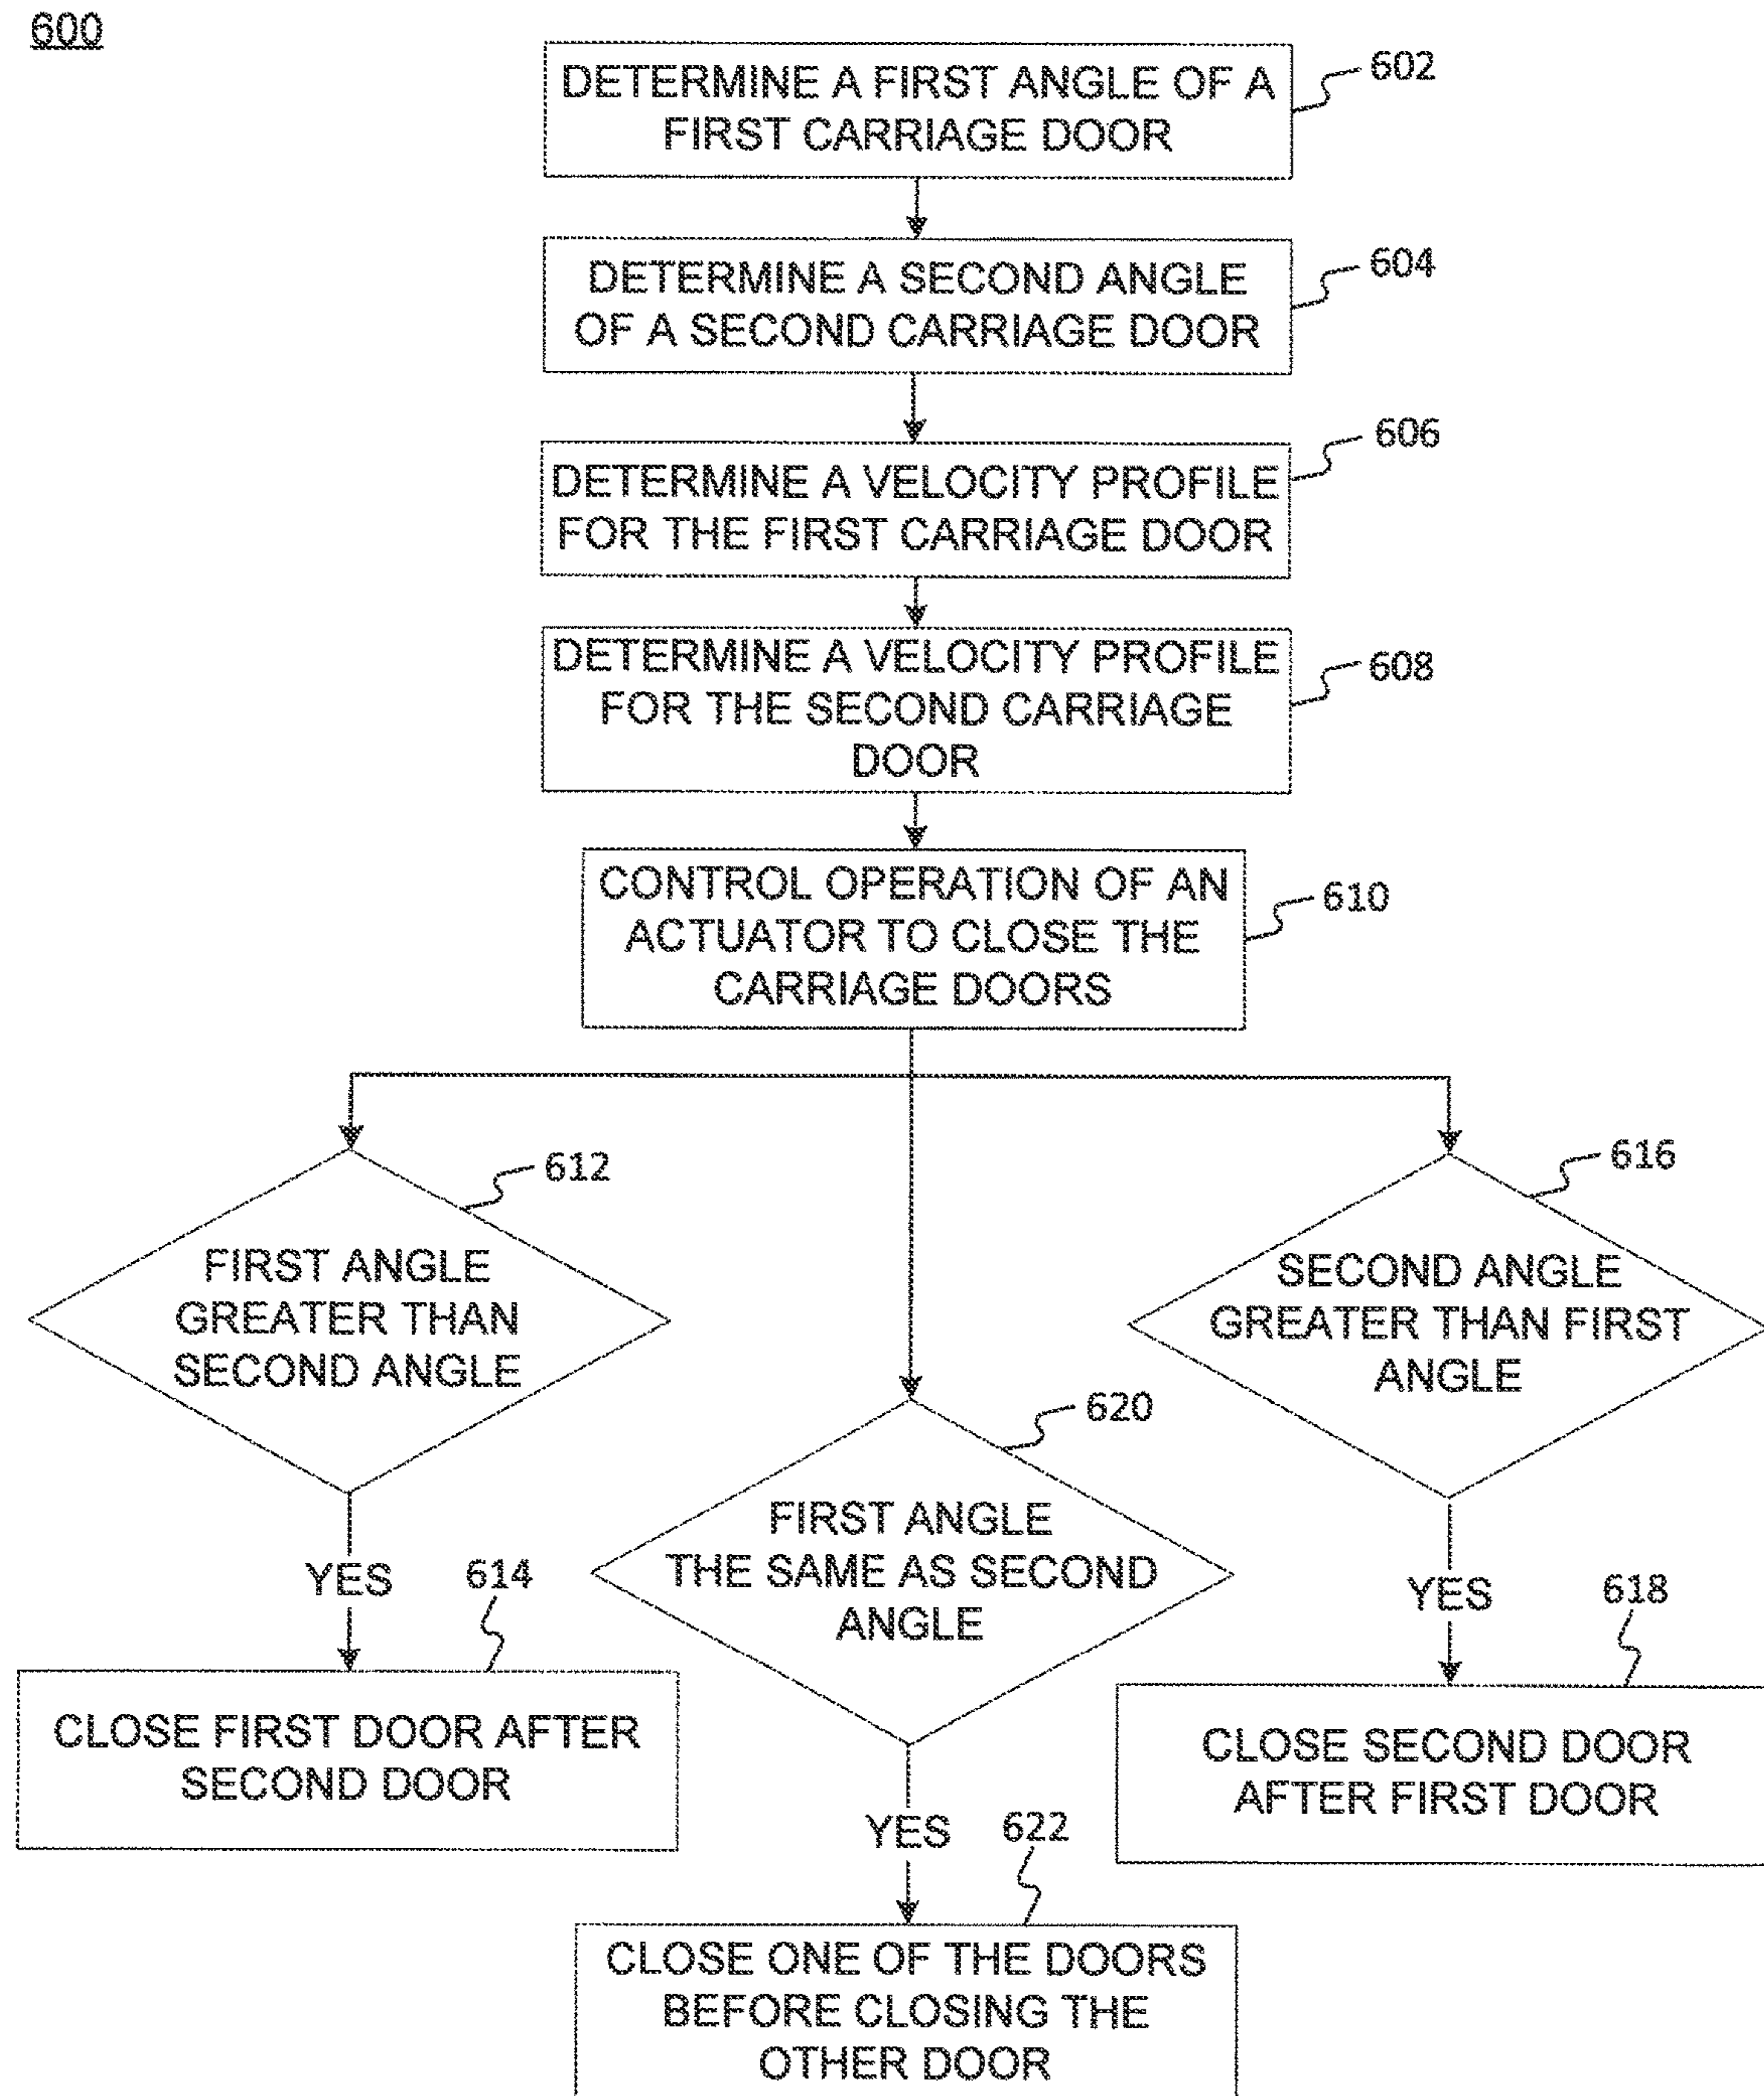 600
DETERMINE A FIRST ANGLE OF A
FIRST CARRIAGE DOOR
602
DETERMINE A SECOND ANGLE
OF A SECOND CARRIAGE DOOR
604
DETERMINE A VELOCITY PROFILE
FOR THE FIRST CARRIAGE DOOR
606
DETERMINE A VELOCITY PROFILE
FOR THE SECOND CARRIAGE
DOOR
608
CONTROL OPERATION OF AN
ACTUATOR TO CLOSE THE
CARRIAGE DOORS
610
612
FIRST ANGLE
GREATER THAN
SECOND ANGLE
616
SECOND ANGLE
GREATER THAN FIRST
ANGLE
620
FIRST ANGLE
THE SAME AS SECOND
ANGLE
YES
614
CLOSE FIRST DOOR AFTER
SECOND DOOR
YES
618
CLOSE SECOND DOOR
AFTER FIRST DOOR
YES
622
CLOSE ONE OF THE DOORS
BEFORE CLOSING THE
OTHER DOOR